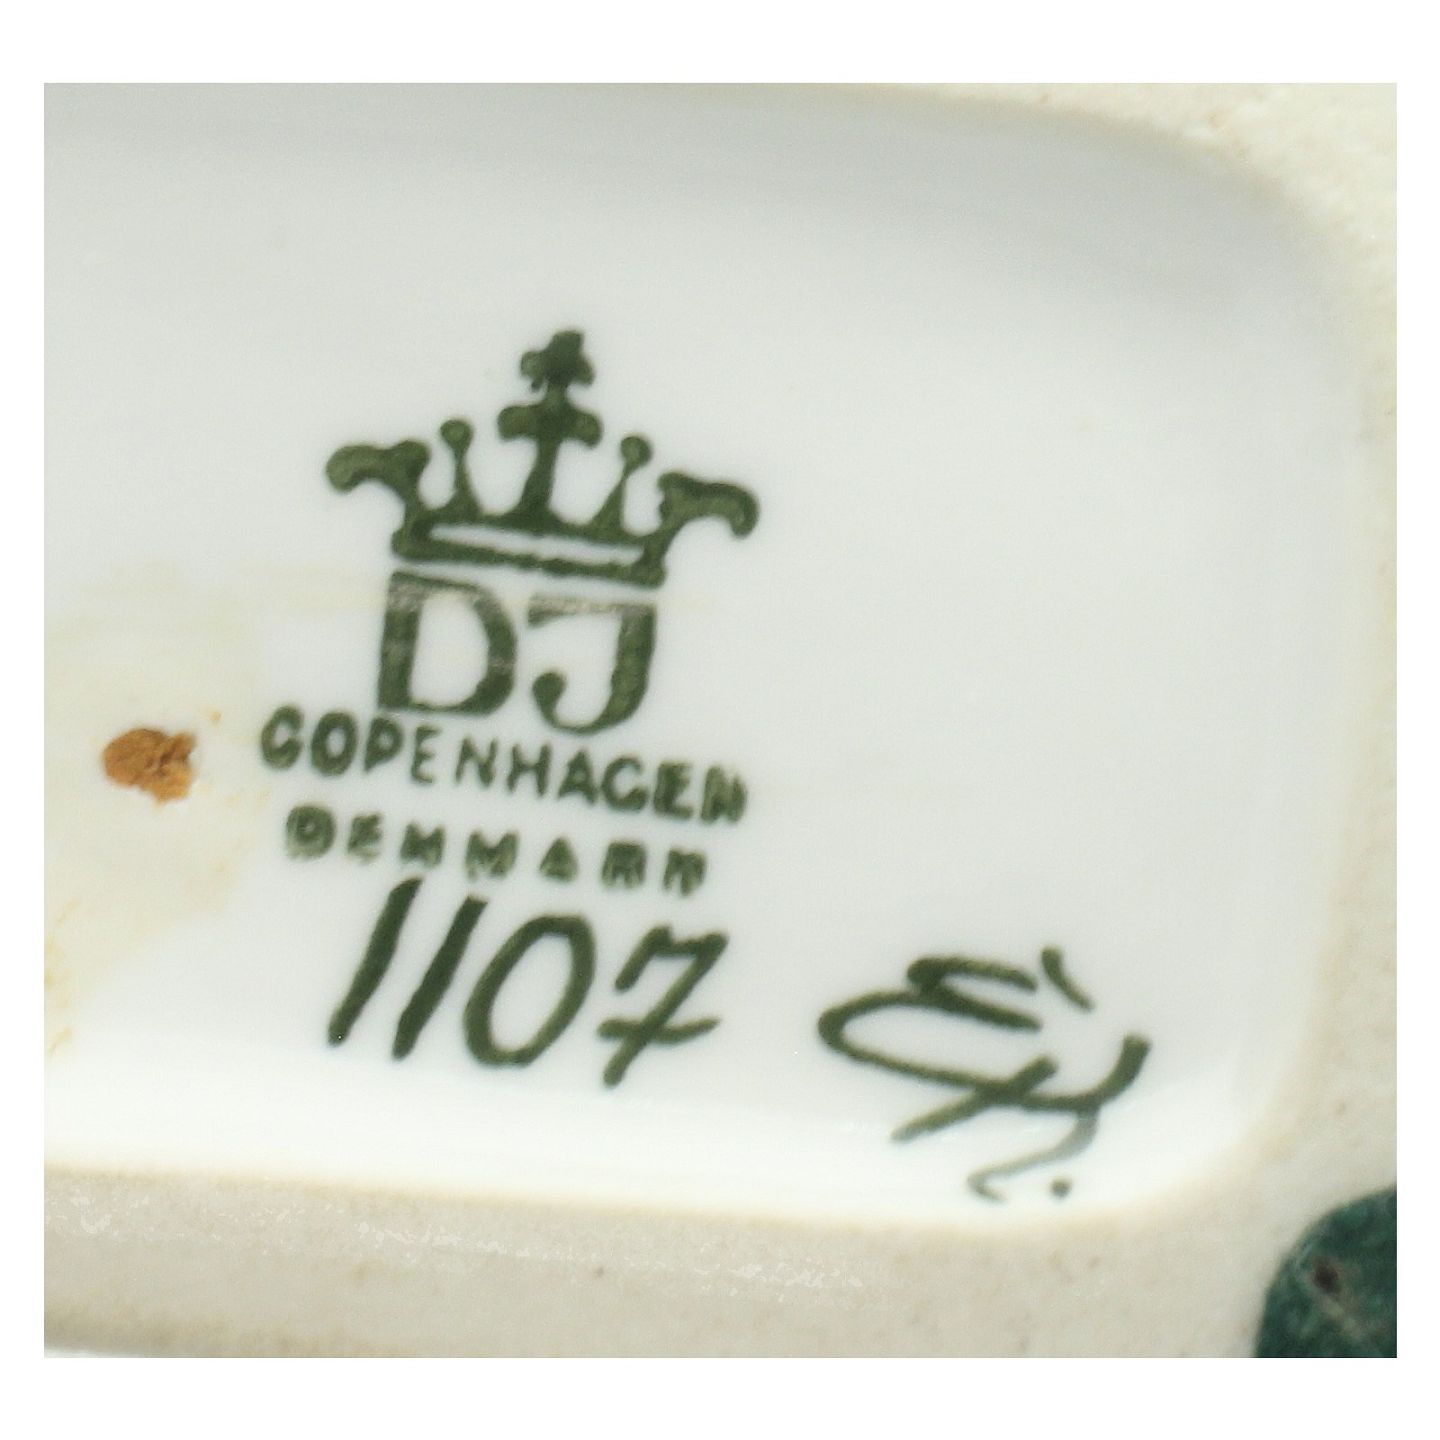 DJ
COPENHAGEN
DENMARK
1107